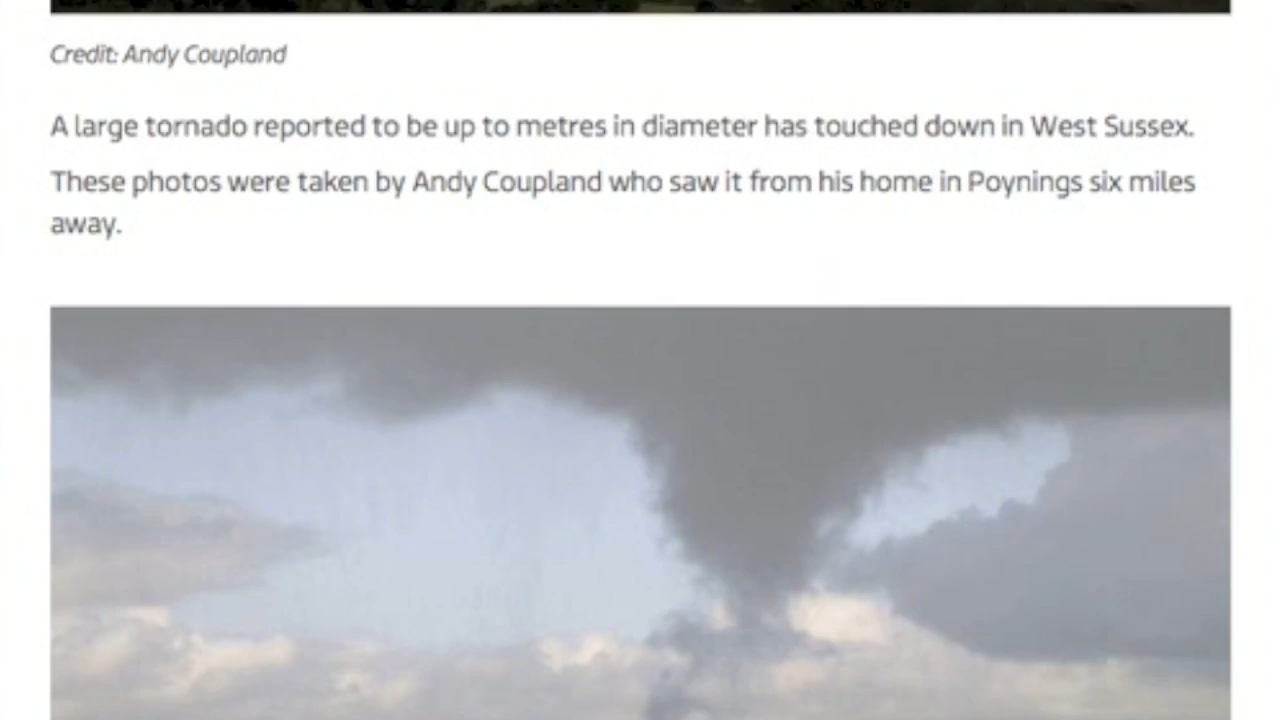 Credit: Andy Coupland
A large tornado reported to be up to metres in diameter has touched down in West Sussex.
These photos were taken by Andy Coupland who saw it from his home in Poynings six miles
away.